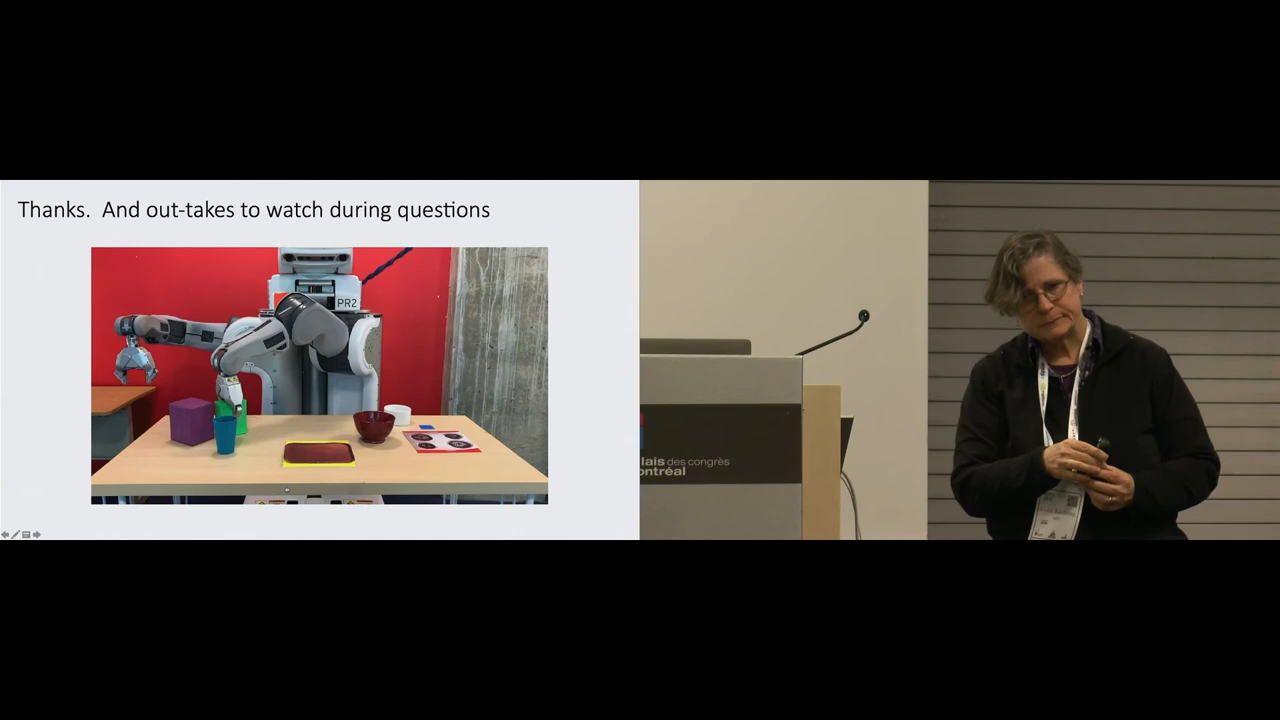 Thanks. And out-takes to watch during questions
PR2
lais des congrès
ontréal